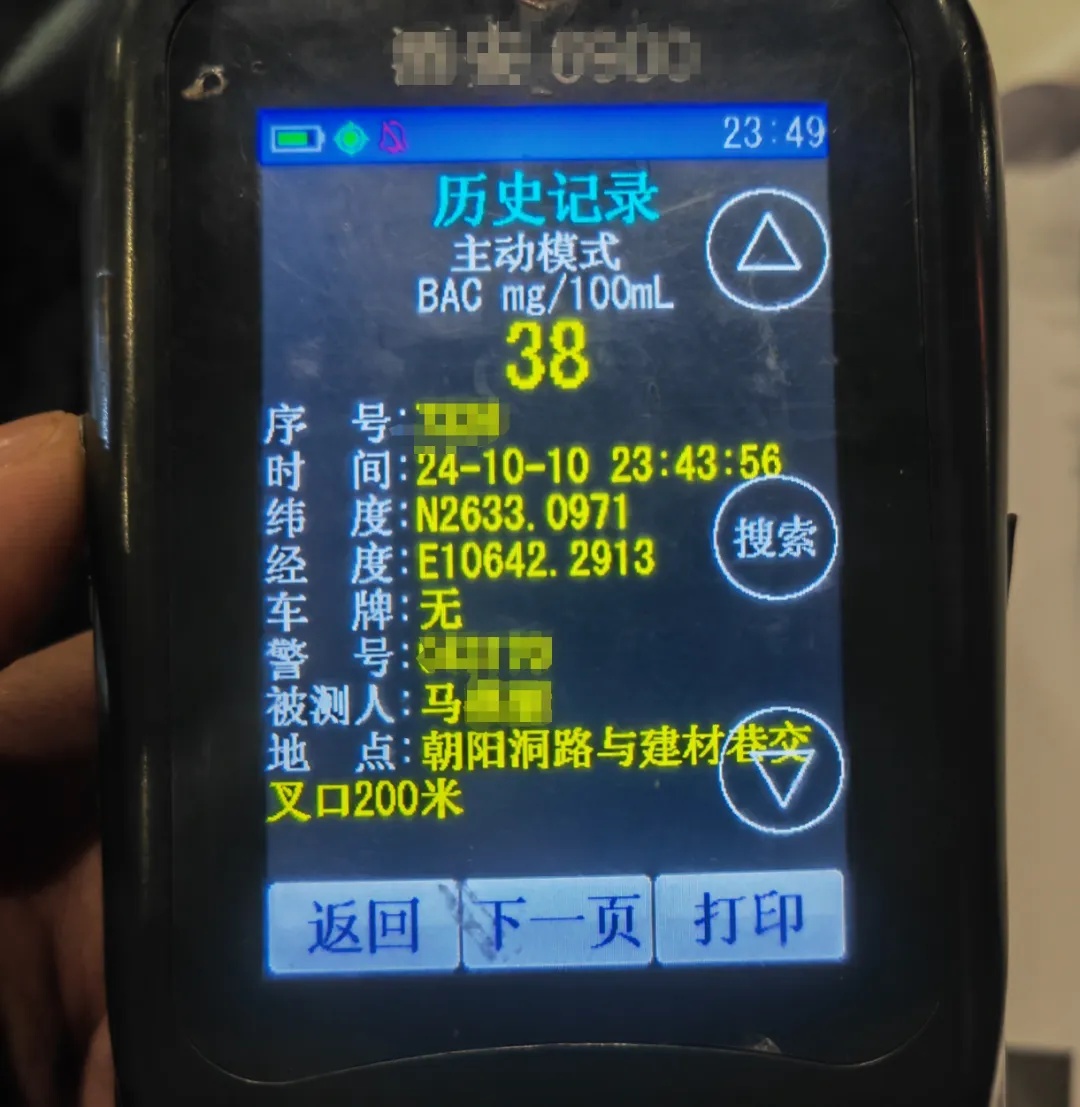 23:49
历史记录
主动模式
BAC mg/100mL
38
序 号:
时 间:24-10-10 23:43:56
纬 度:N2633.0971
经 度:E10642.2913
搜索
车 牌:无
警 号:
被测人:马
地 点:朝阳洞路与建材巷交
叉口200米
返回 下一页 打印